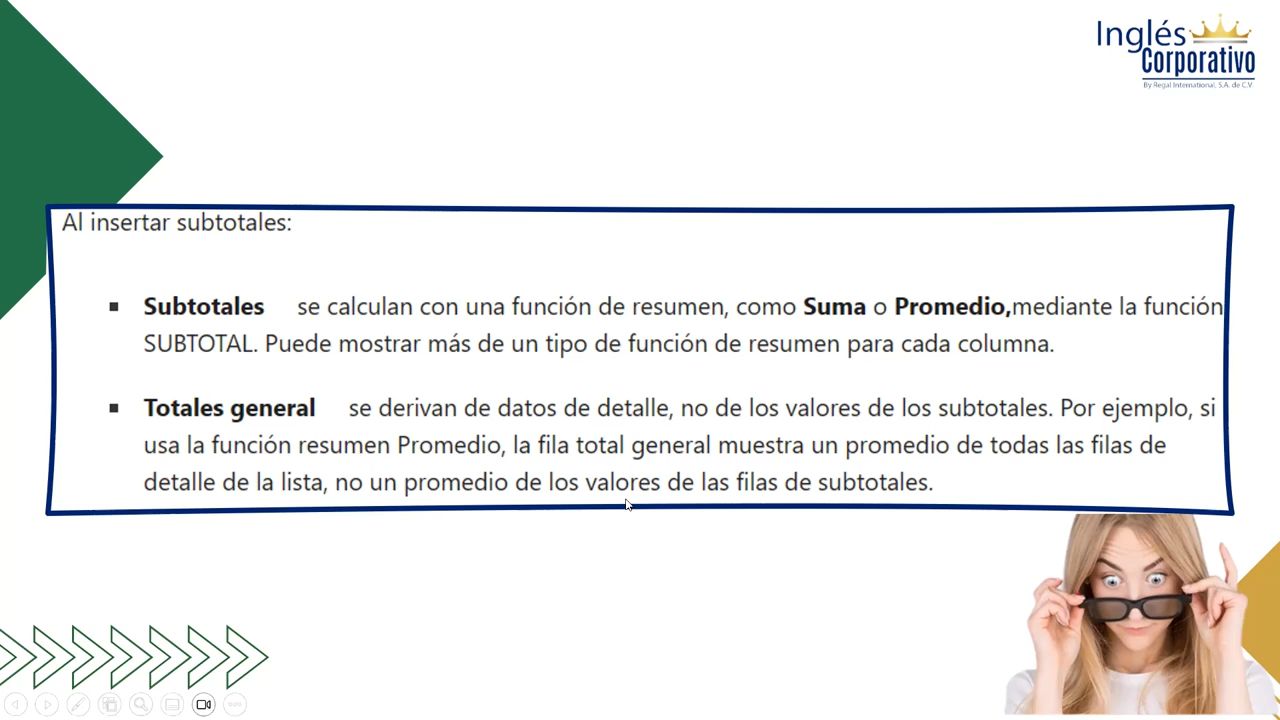 Inglés
Corporativo
By Regal International, S.A. de C.V.
Al insertar subtotales:
▪ Subtotales se calculan con una función de resumen, como Suma o Promedio,mediante la función
SUBTOTAL. Puede mostrar más de un tipo de función de resumen para cada columna.
▪ Totales general se derivan de datos de detalle, no de los valores de los subtotales. Por ejemplo, si
usa la función resumen Promedio, la fila total general muestra un promedio de todas las filas de
detalle de la lista, no un promedio de los valores de las filas de subtotales.